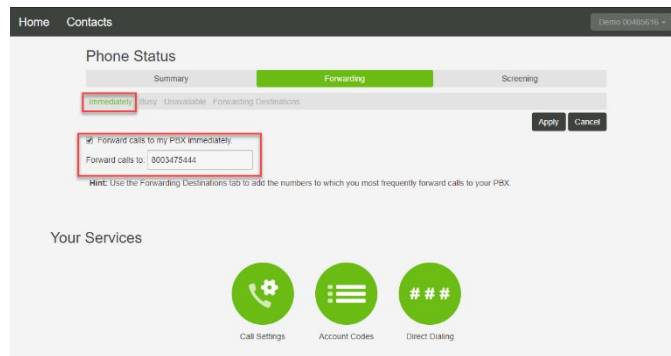 Home Contacts Demo 00485616
Phone Status
Summary Forwarding Screening
Immediately Busy Unavailable Forwarding Destinations
Apply Cancel
Forward calls to my PBX immediately.
Forward calls to: 8003475444
Hint: Use the Forwarding Destinations tab to add the numbers to which you most frequently forward calls to your PBX.
Your Services
###
Call Settings Account Codes Direct Dialing